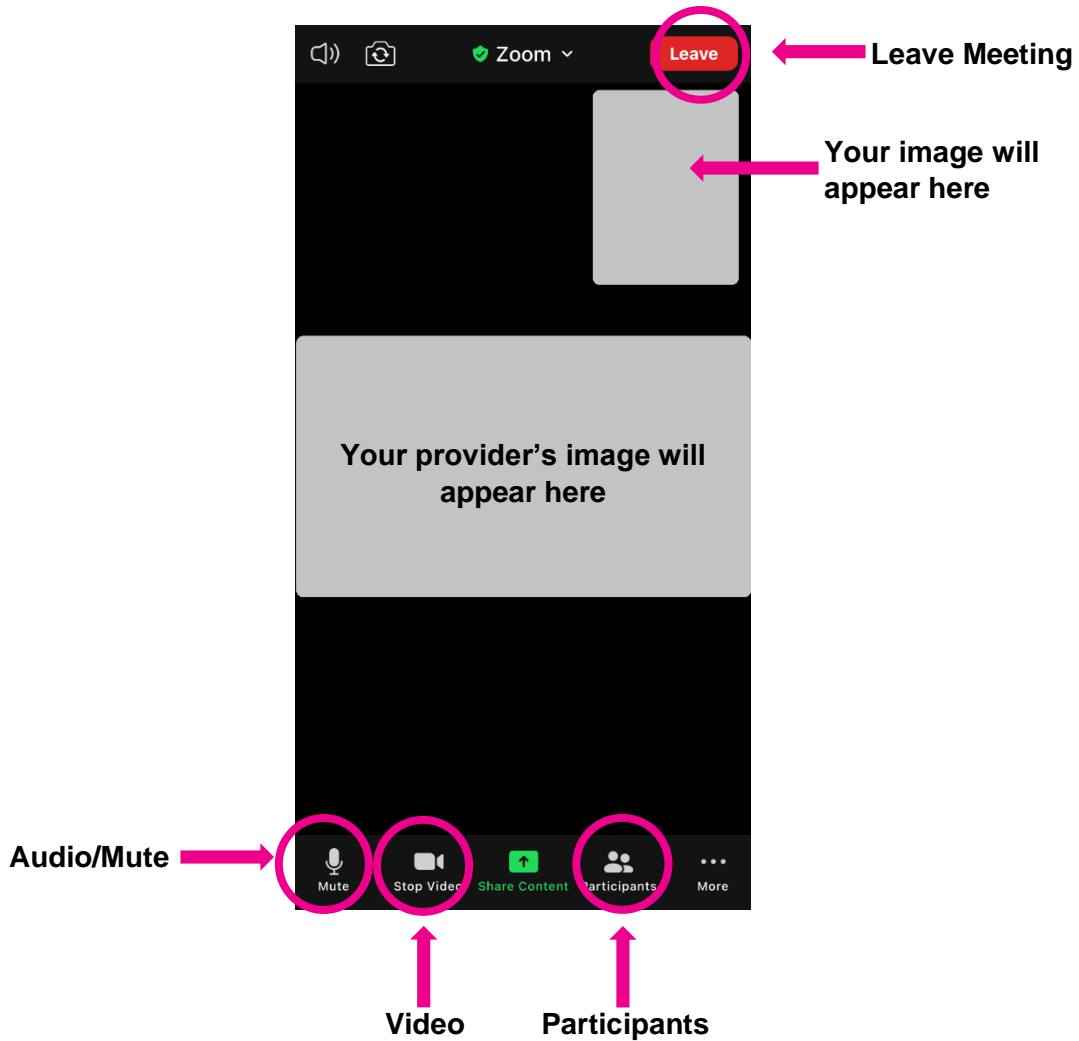 Zoom
Leave
Leave Meeting
Your image will
appear here
Your provider's image will
appear here
Audio/Mute
Mute
Stop Video
Share Content
Participants
More
Video
Participants